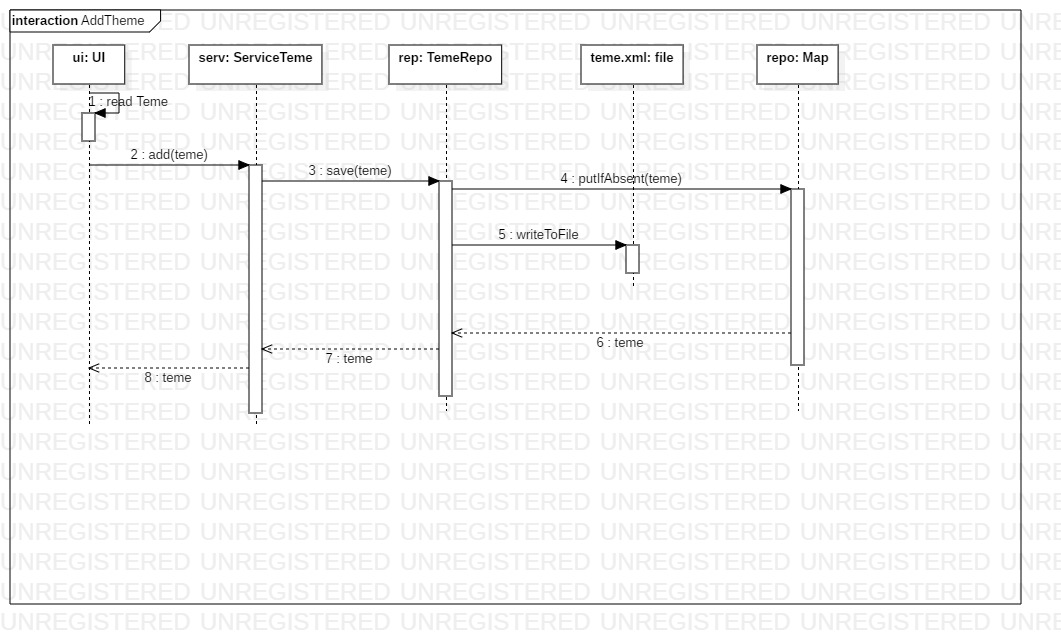 interaction AddTheme
ui: UI
serv: ServiceTeme
rep: TemeRepo
teme.xml: file
repo: Map
1 : read Teme
2 : add(teme)
3 : save(teme)
4 : putIfAbsent(teme)
5 : writeToFile
6 : teme
7 : teme
8 : teme
UNREGISTERED UNREGISTERED UNREGISTERED UNREGISTERED UNREGISTERED